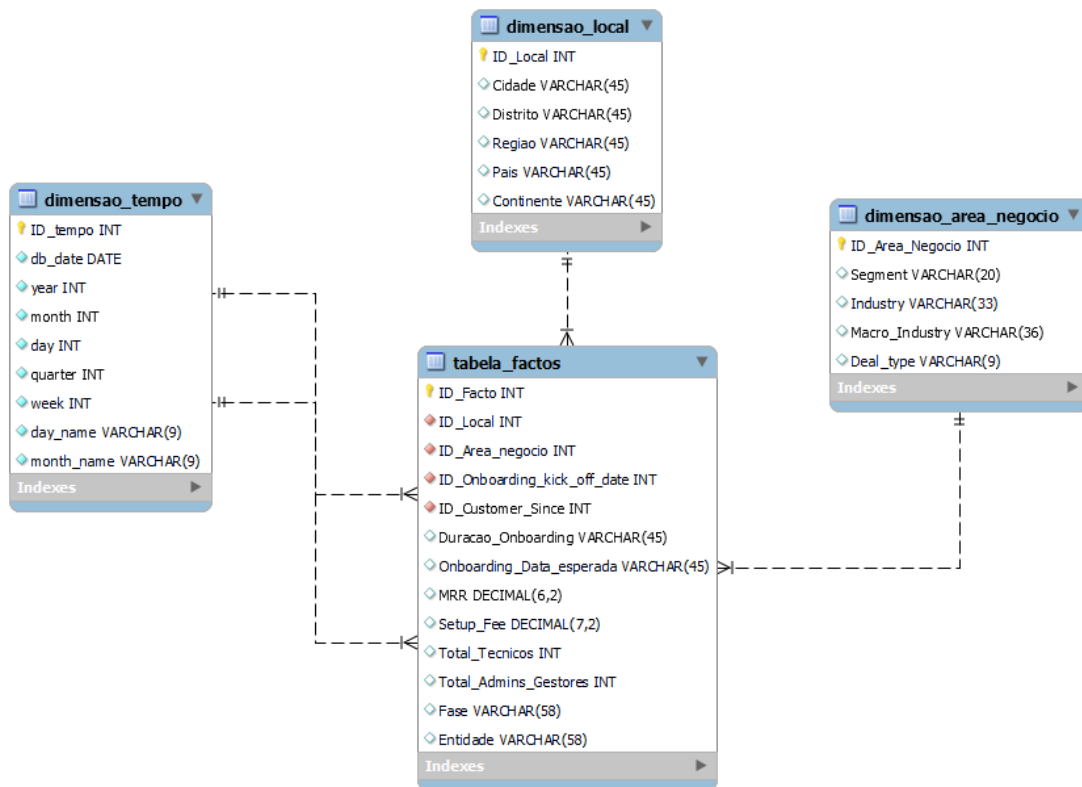 dimensao_local
ID_Local INT
Cidade VARCHAR(45)
Distrito VARCHAR(45)
Regiao VARCHAR(45)
Pais VARCHAR(45)
Continente VARCHAR(45)
Indexes
dimensao_tempo
ID_tempo INT
db_date DATE
year INT
month INT
day INT
quarter INT
week INT
day_name VARCHAR(9)
month_name VARCHAR(9)
Indexes
dimensao_area_negocio
ID_Area_Negocio INT
Segment VARCHAR(20)
Industry VARCHAR(33)
Macro_Industry VARCHAR(36)
Deal_type VARCHAR(9)
Indexes
tabela_factos
ID_Facto INT
ID_Local INT
ID_Area_negocio INT
ID_Onboarding_kick_off_date INT
ID_Customer_Since INT
Duracao_Onboarding VARCHAR(45)
Onboarding_Data_esperada VARCHAR(45)
MRR DECIMAL(6,2)
Setup_Fee DECIMAL(7,2)
Total_Tecnicos INT
Total_Admins_Gestores INT
Fase VARCHAR(58)
Entidade VARCHAR(58)
Indexes